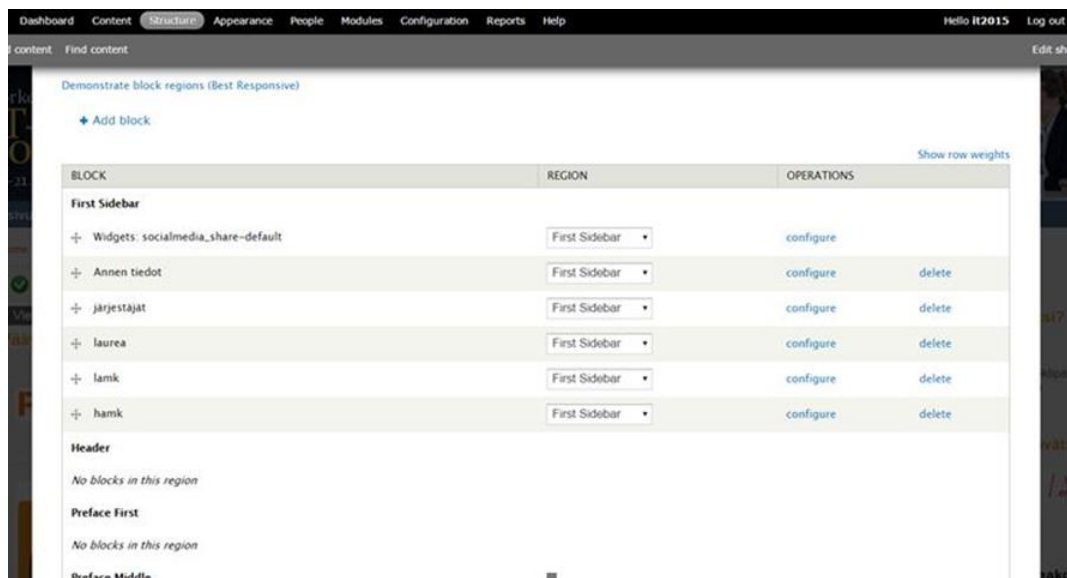 Dashboard Content Structure Appearance People Modules Configuration Reports Help Hello it2015 Log out
content Find content Edit sh
Demonstrate block regions (Best Responsive)
+ Add block
Show row weights
BLOCK REGION OPERATIONS
First Sidebar
Widgets: socialmedia_share-default First Sidebar configure
Annen tiedot First Sidebar configure delete
järjestäjät First Sidebar configure delete
laurea First Sidebar configure delete
lamk First Sidebar configure delete
hamk First Sidebar configure delete
Header
No blocks in this region
Preface First
No blocks in this region
Preface Middle